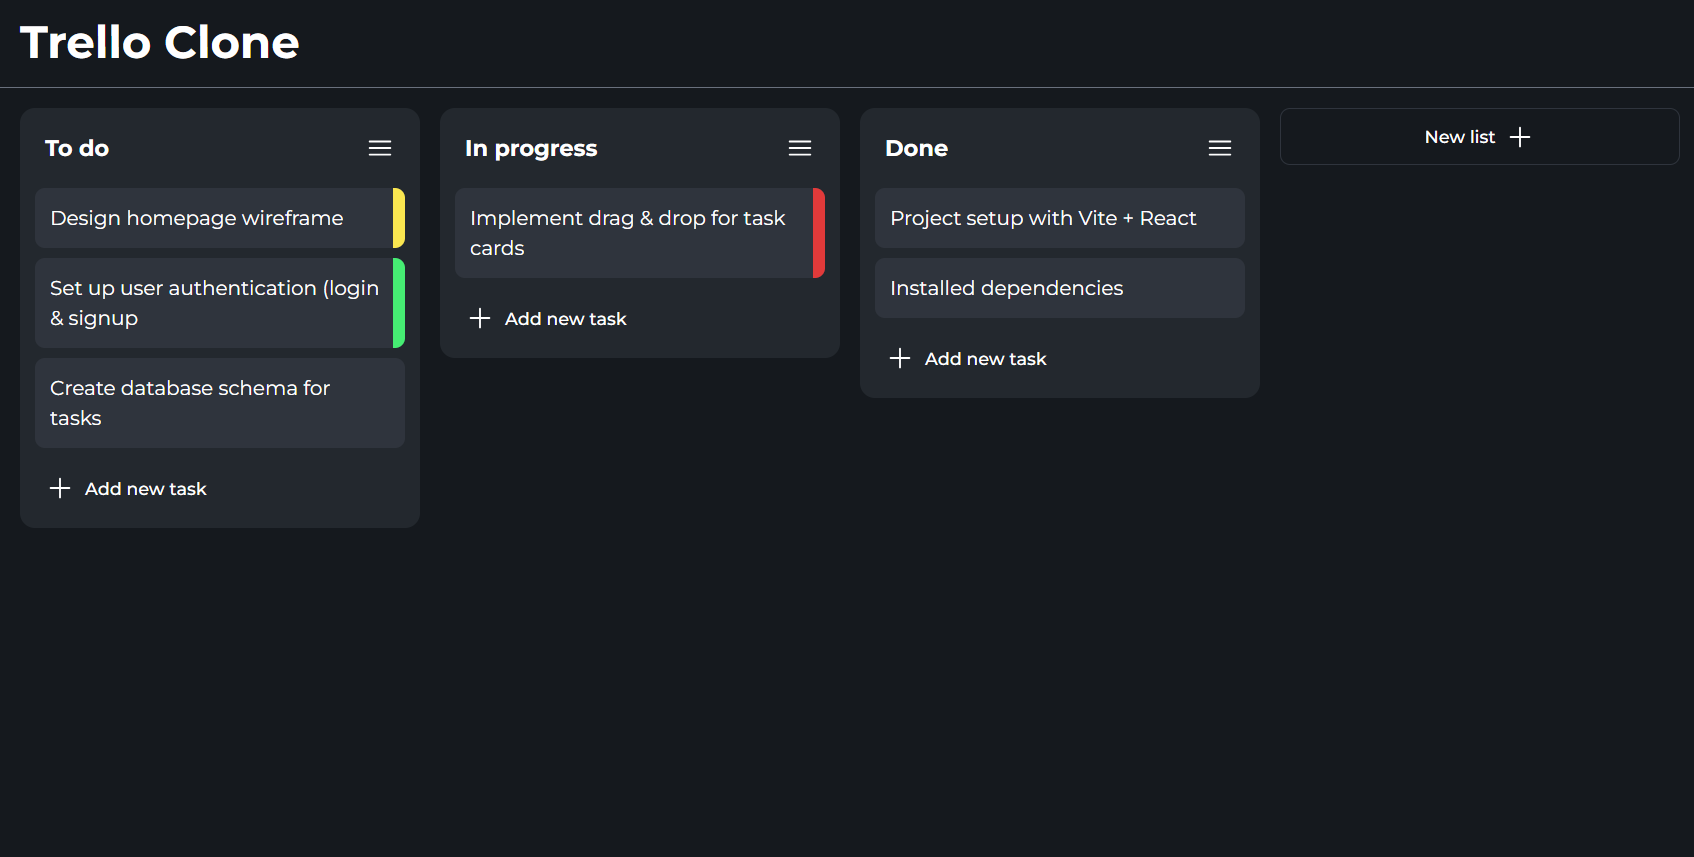 Trello Clone
To do
Design homepage wireframe
Set up user authentication (login
& signup
Create database schema for
tasks
Add new task
In progress
Implement drag & drop for task
cards
Add new task
Done
Project setup with Vite + React
Installed dependencies
Add new task
New list